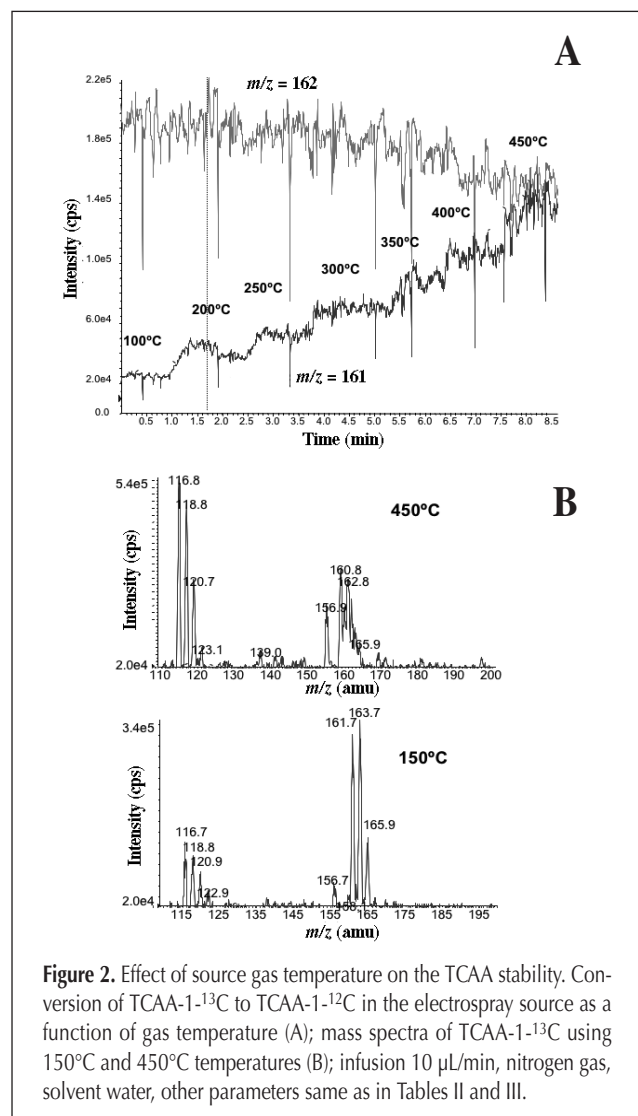 A
2.2e5
m/z = 162
1.8e5
450ºC
1.4e5
400ºC
Intensity (cps)
1.0e5
350ºC
300ºC
250ºC
6.0e4
200ºC
100ºC
2.0e4
m/z = 161
0.0
0.5 1.0 1.5 2.0 2.5 3.0 3.5 4.0 4.5 5.0 5.5 6.0 6.5 7.0 7.5 8.0 8.5
Time (min)
B
5.4e5
116.8
450ºC
118.8
Intensity (cps)
120.7
160.8
162.8
156.9
123.1
139.0
165.9
2.0e4
110 120 130 140 150 160 170 180 190 200
m/z (amu)
3.4e5
163.7
161.7
150ºC
Intensity (cps)
116.7
118.8
165.9
120.9
156.7
122.9
2.0e4
115 125 135 145 155 165 175 185 195
m/z (amu)
Figure 2. Effect of source gas temperature on the TCAA stability. Con-
version of TCAA-1-¹³C to TCAA-1-¹²C in the electrospray source as a
function of gas temperature (A); mass spectra of TCAA-1-¹³C using
150°C and 450°C temperatures (B); infusion 10 µL/min, nitrogen gas,
solvent water, other parameters same as in Tables II and III.